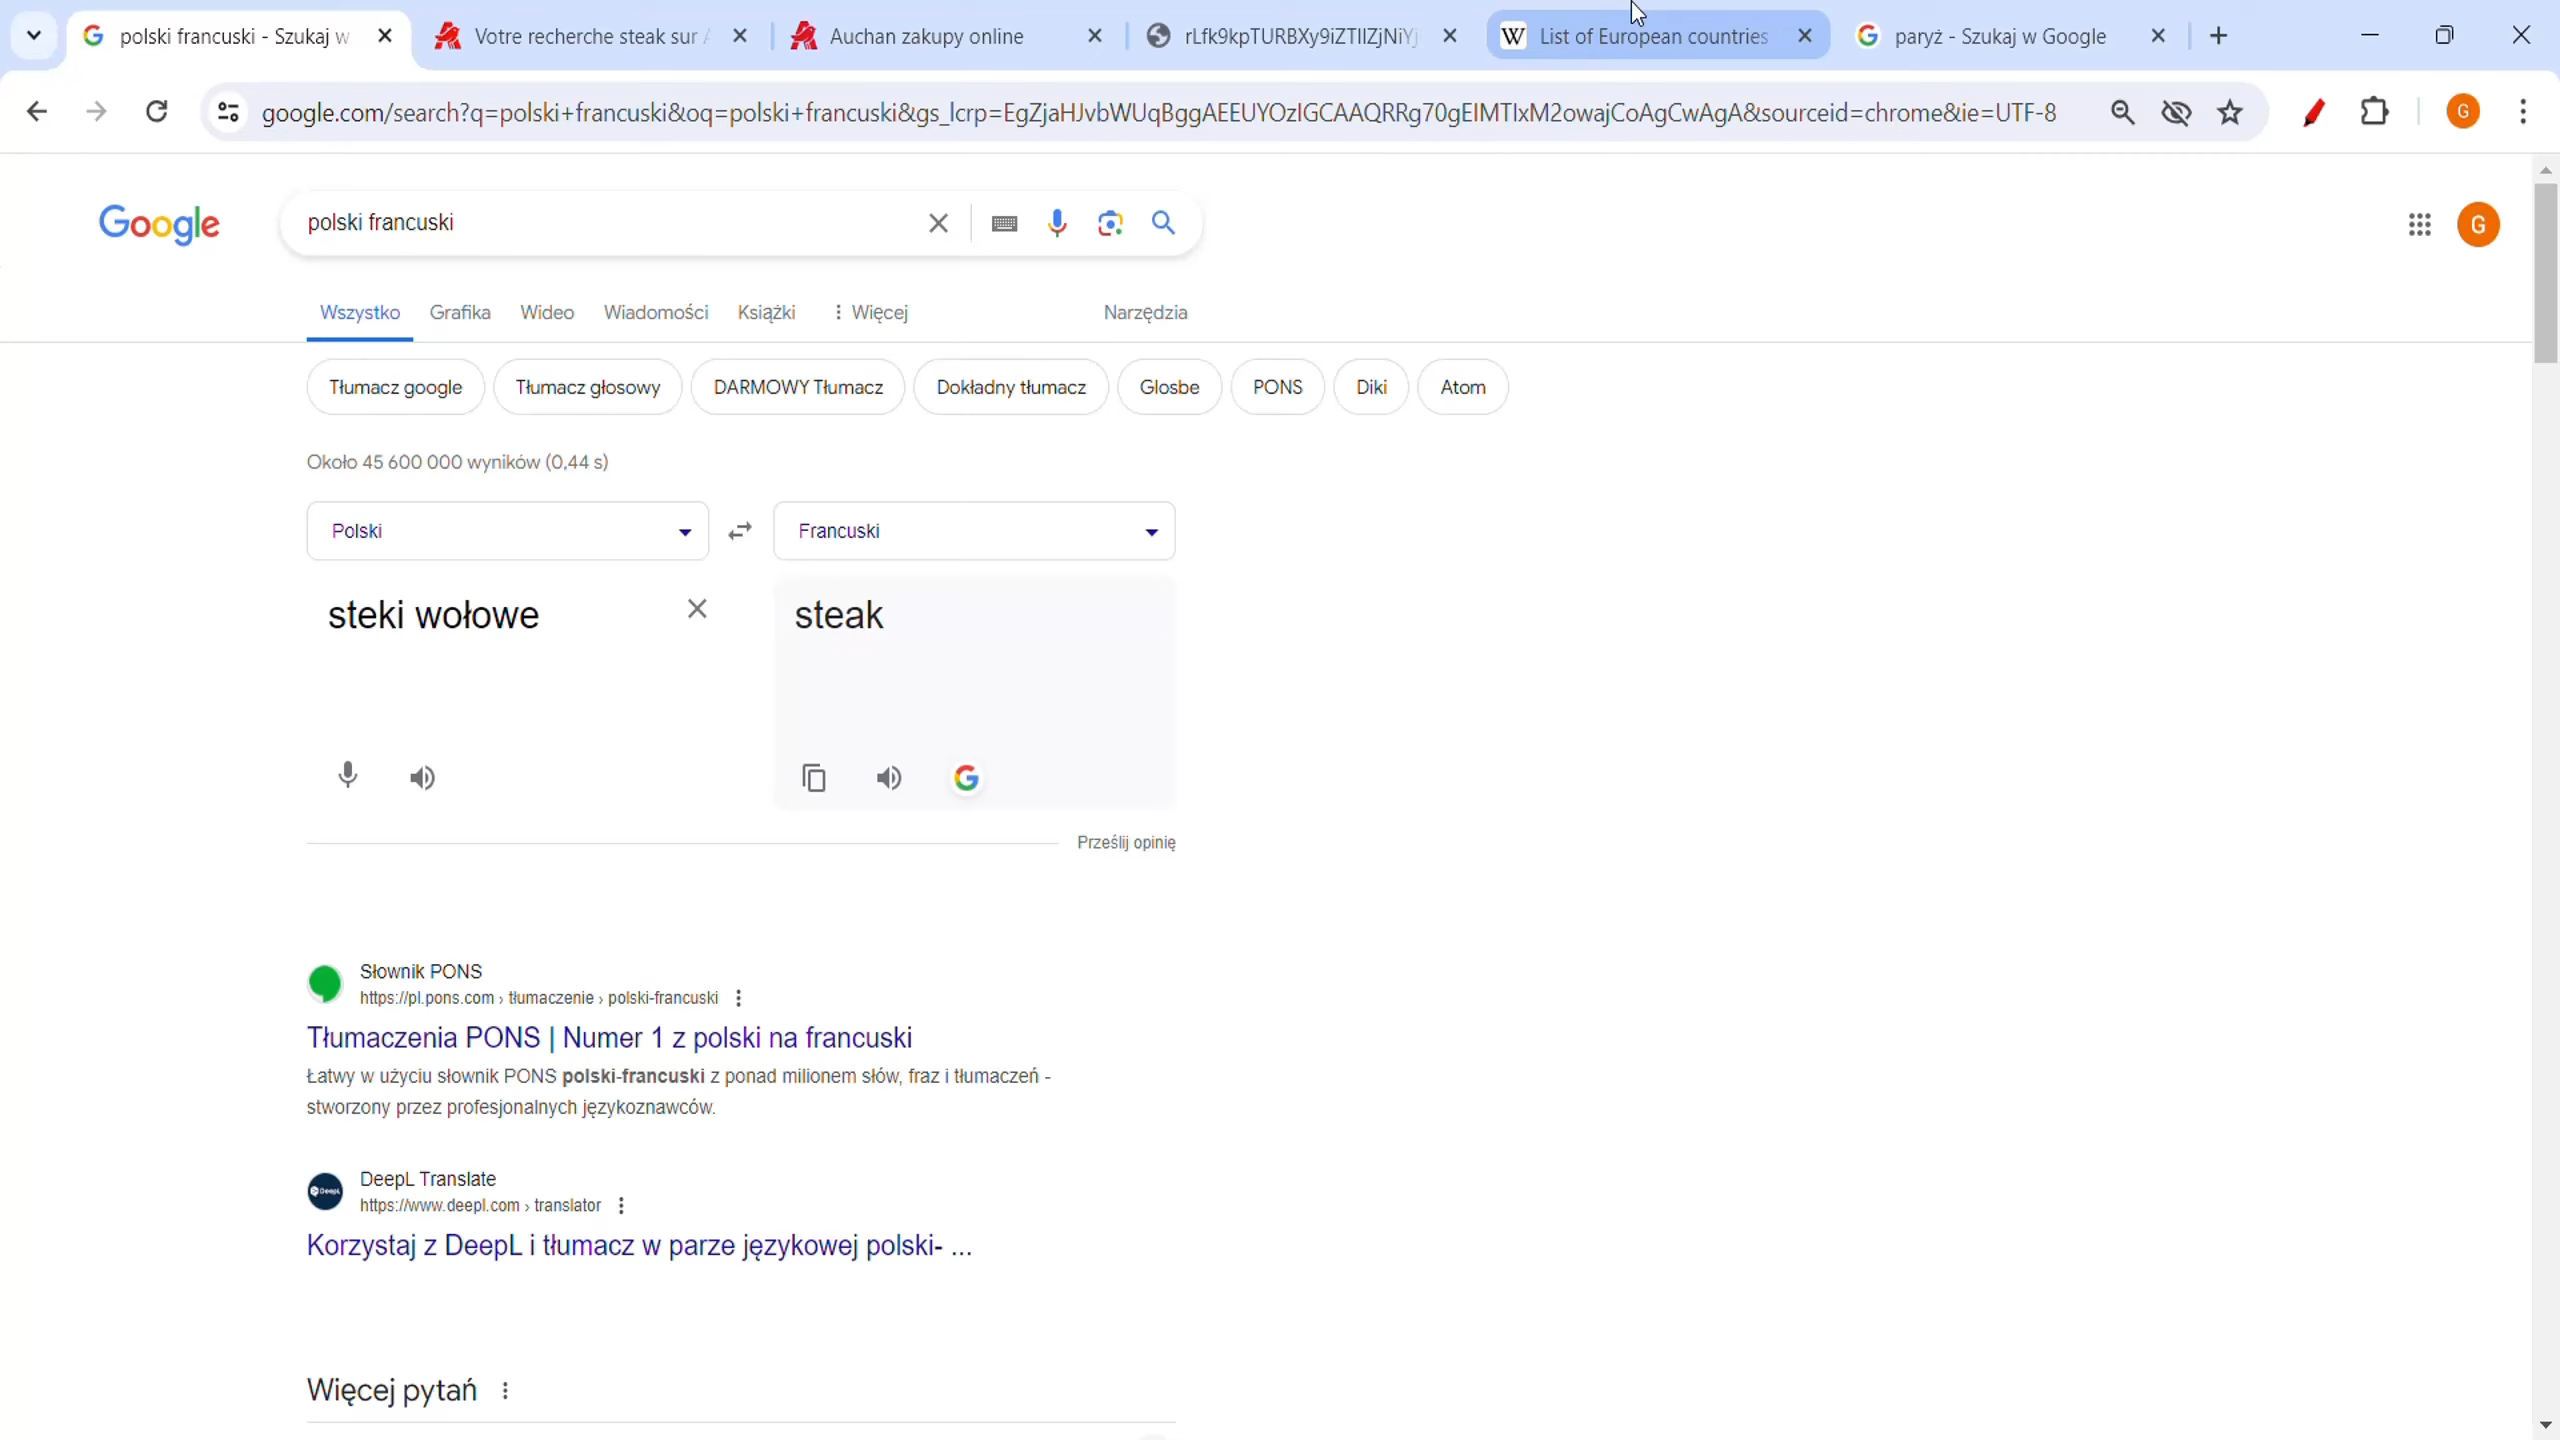 polski francuski - Szukaj w
Votre recherche steak sur
Auchan zakupy online
rLfk9kpTURBXy9iZTIlZjNiYj
List of European countries
paryż - Szukaj w Google
google.com/search?q=polski+francuski&oq=polski+francuski&gs_lcrp=EgZjaHJvbWUqBggAEEUYOzIGCAAQRRg70gEIMTIxM2owajCoAgCwAgA&sourceid=chrome&ie=UTF-8
G
Google
polski francuski
G
Wszystko Grafika Wideo Wiadomości Książki Więcej Narzędzia
Tłumacz google Tłumacz głosowy DARMOWY Tłumacz Dokładny tłumacz Glosbe PONS Diki Atom
Około 45 600 000 wyników (0,44 s)
Polski Francuski
steki wołowe steak
Prześlij opinię
Słownik PONS
https://pl.pons.com › tłumaczenie › polski-francuski
Tłumaczenia PONS | Numer 1 z polski na francuski
Łatwy w użyciu słownik PONS polski-francuski z ponad milionem słów, fraz i tłumaczeń -
stworzony przez profesjonalnych językoznawców.
DeepL
DeepL Translate
https://www.deepl.com › translator
Korzystaj z DeepL i tłumacz w parze językowej polski- ...
Więcej pytań